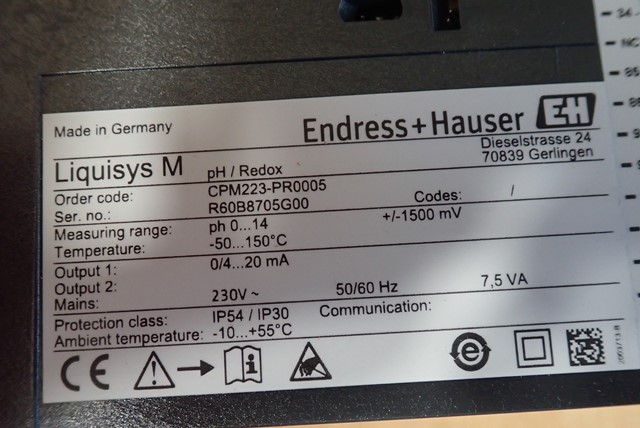 Made in Germany
Endress+Hauser EH
Dieselstrasse 24
70839 Gerlingen
Liquisys M pH / Redox
Order code: CPM223-PR0005
Ser. no.: R60B8705G00 Codes: /
Measuring range: ph 0...14 +/-1500 mV
Temperature: -50...150°C
Output 1: 0/4...20 mA
Output 2:
Mains: 230V ~ 50/60 Hz 7,5 VA
Protection class: IP54 / IP30 Communication:
Ambient temperature: -10...+55°C
CE
NC